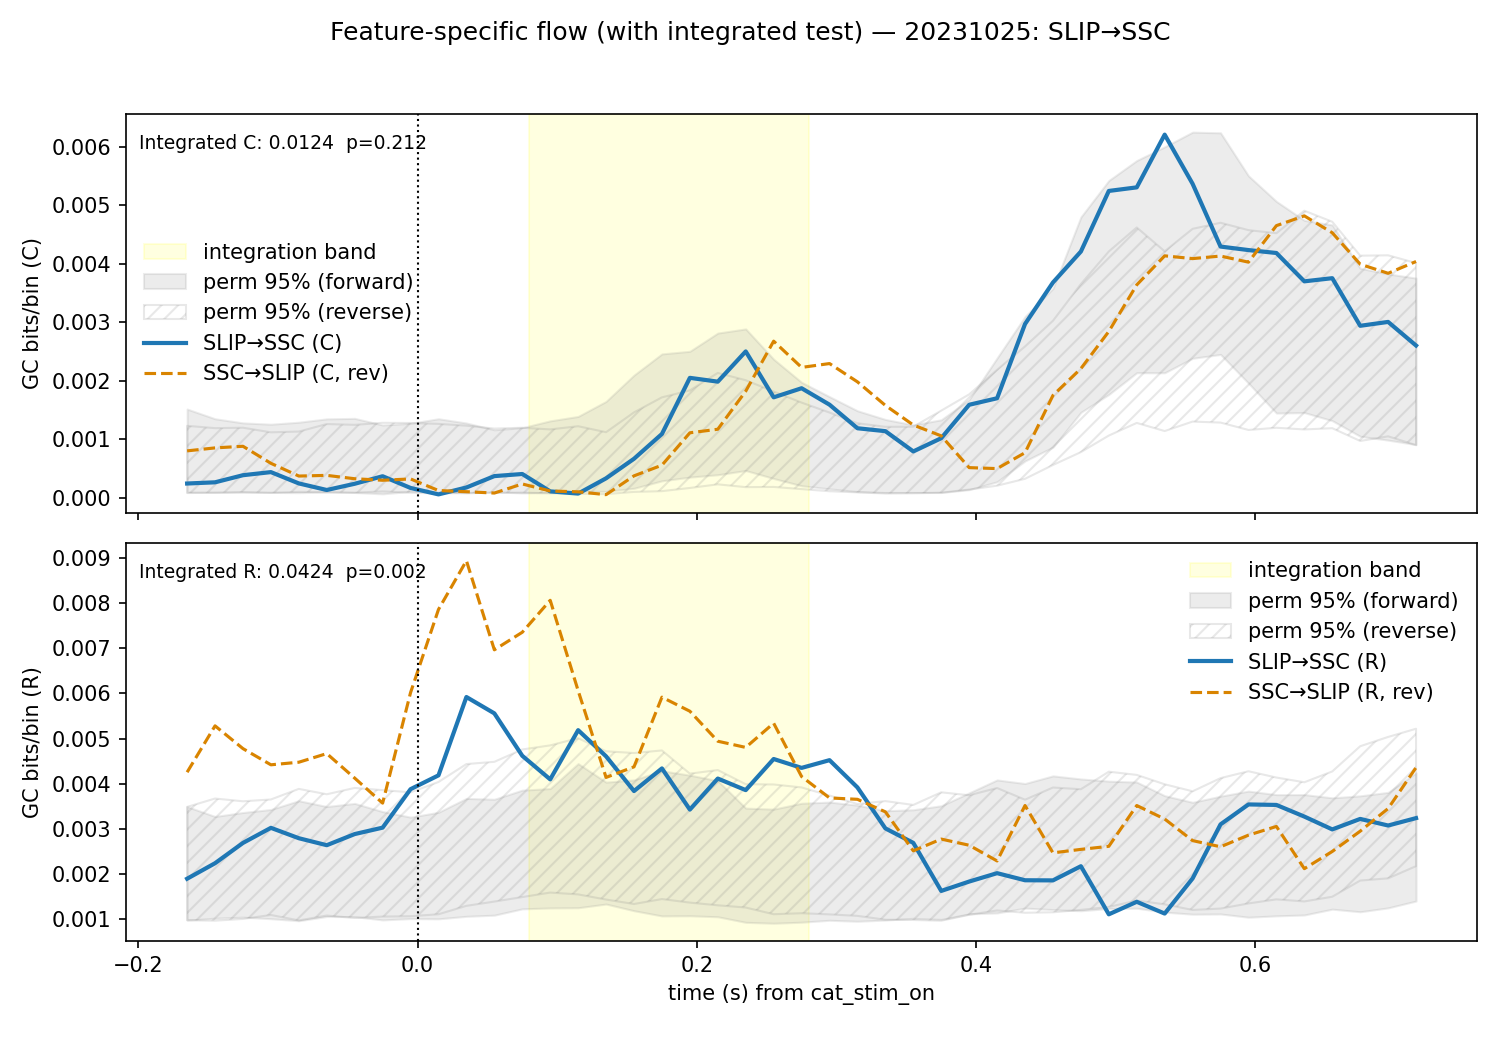 Feature-specific flow (with integrated test) — 20231025: SLIP→SSC
Integrated C: 0.0124  p=0.212
integration band
perm 95% (forward)
perm 95% (reverse)
SLIP→SSC (C)
SSC→SLIP (C, rev)
GC bits/bin (C)
0.006
0.005
0.004
0.003
0.002
0.001
0.000
Integrated R: 0.0424  p=0.002
integration band
perm 95% (forward)
perm 95% (reverse)
SLIP→SSC (R)
SSC→SLIP (R, rev)
GC bits/bin (R)
0.009
0.008
0.007
0.006
0.005
0.004
0.003
0.002
0.001
−0.2
0.0
0.2
0.4
0.6
time (s) from cat_stim_on